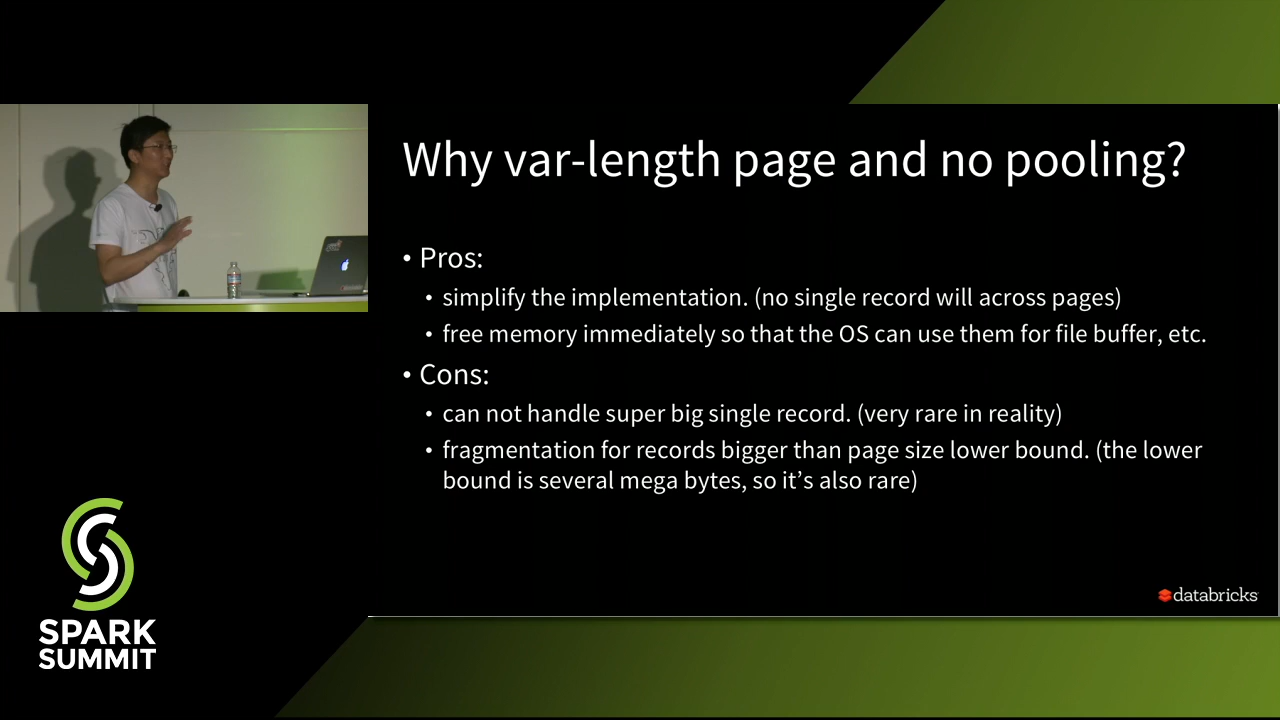 Why var-length page and no pooling?
• Pros:
• simplify the implementation. (no single record will across pages)
• free memory immediately so that the OS can use them for file buffer, etc.
• Cons:
• can not handle super big single record. (very rare in reality)
• fragmentation for records bigger than page size lower bound. (the lower
bound is several mega bytes, so it’s also rare)
databricks
SPARK
SUMMIT